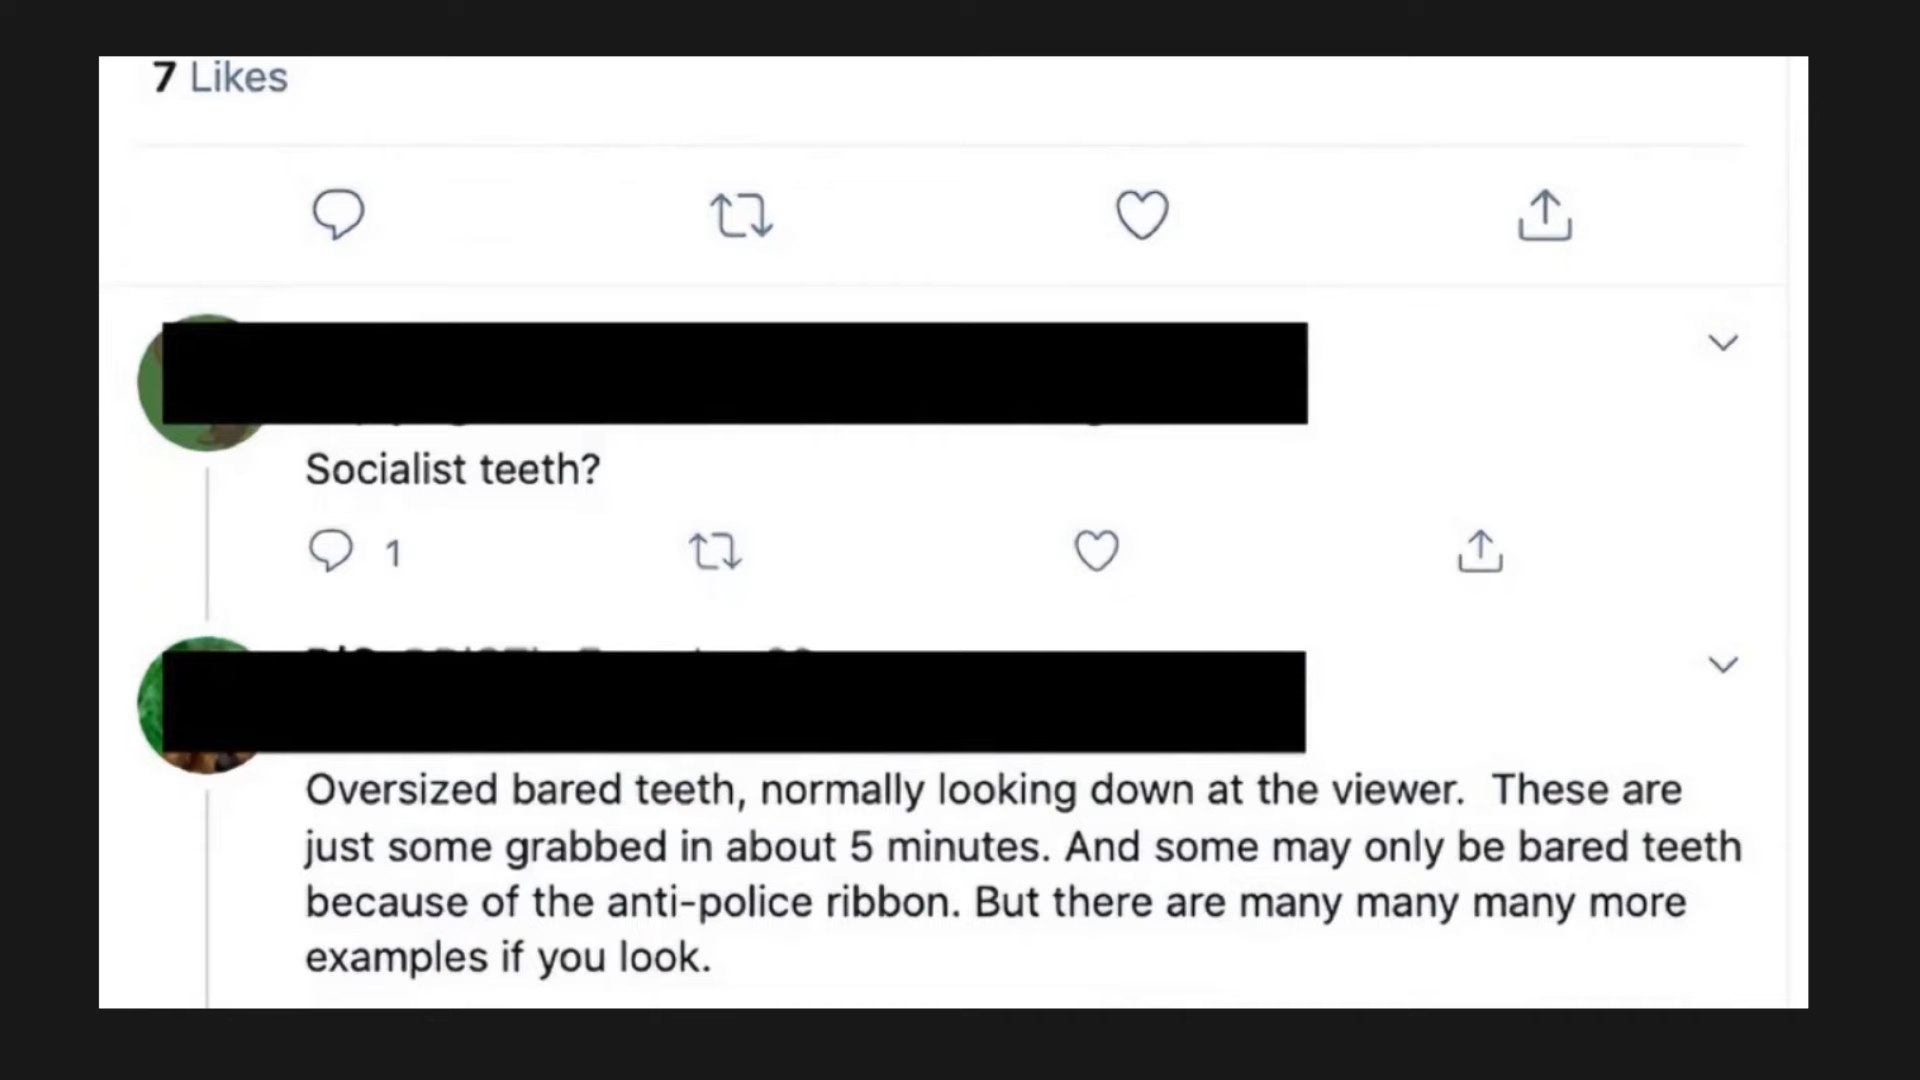 7 Likes
Socialist teeth?
1
Oversized bared teeth, normally looking down at the viewer. These are
just some grabbed in about 5 minutes. And some may only be bared teeth
because of the anti-police ribbon. But there are many many many more
examples if you look.